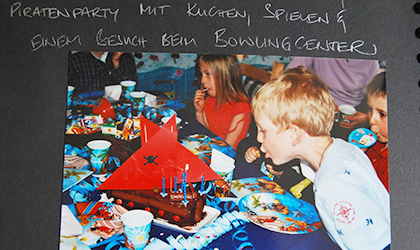 PIRATENPARTY MIT KUCHEN, SPIELEN &
EINEM BESUCH BEIM BOWLINGCENTER,